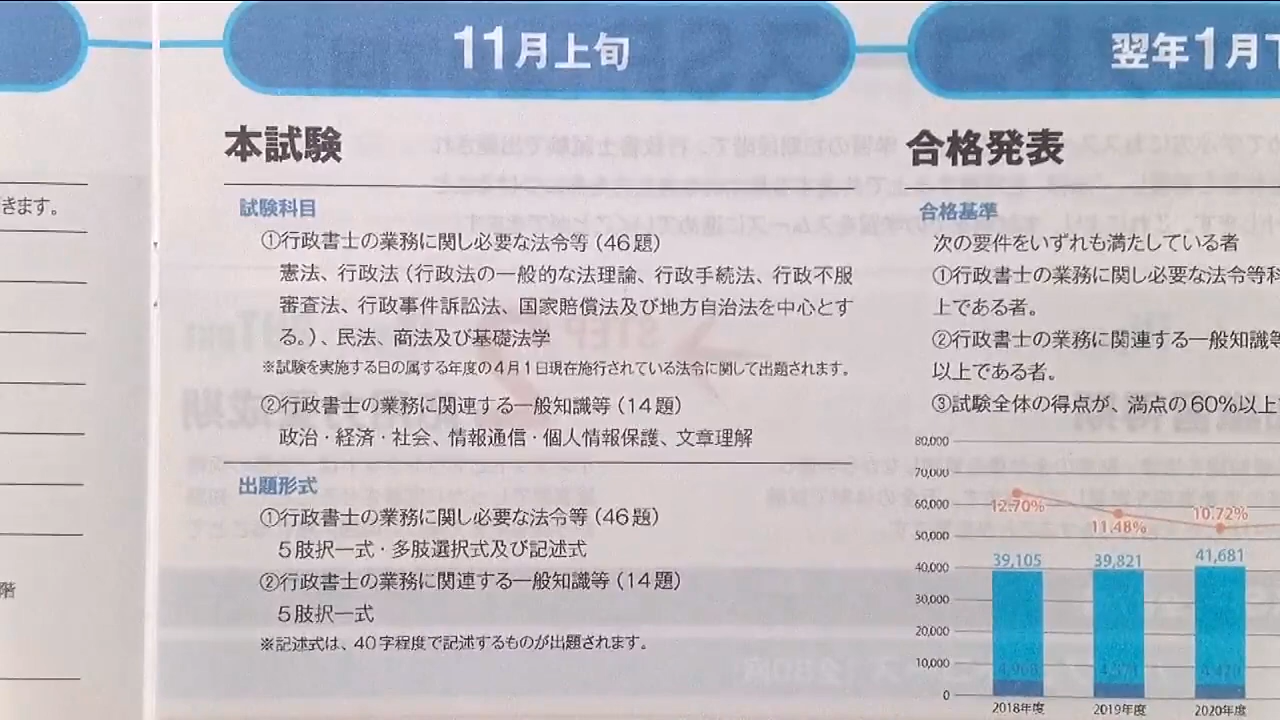 11月上旬
本試験
試験科目
①行政書士の業務に関し必要な法令等（46題）
憲法、行政法（行政法の一般的な法理論、行政手続法、行政不服
審査法、行政事件訴訟法、国家賠償法及び地方自治法を中心とす
る。）、民法、商法及び基礎法学
※試験を実施する日の属する年度の４月１日現在施行されている法令に関して出題されます。
②行政書士の業務に関連する一般知識等（14題）
政治・経済・社会、情報通信・個人情報保護、文章理解
出題形式
①行政書士の業務に関し必要な法令等（46題）
５肢択一式・多肢選択式及び記述式
②行政書士の業務に関連する一般知識等（14題）
５肢択一式
※記述式は、40字程度で記述するものが出題されます。
きます。
階
翌年1月
合格発表
合格基準
次の要件をいずれも満たしている者
①行政書士の業務に関し必要な法令等科
上である者。
②行政書士の業務に関連する一般知識等
以上である者。
③試験全体の得点が、満点の60%以上
80,000
70,000
60,000
50,000
40,000
30,000
20,000
10,000
0
12.70%
11.48%
10.72%
39,105
39,821
41,681
4,968
4,571
4,470
2018年度
2019年度
2020年度